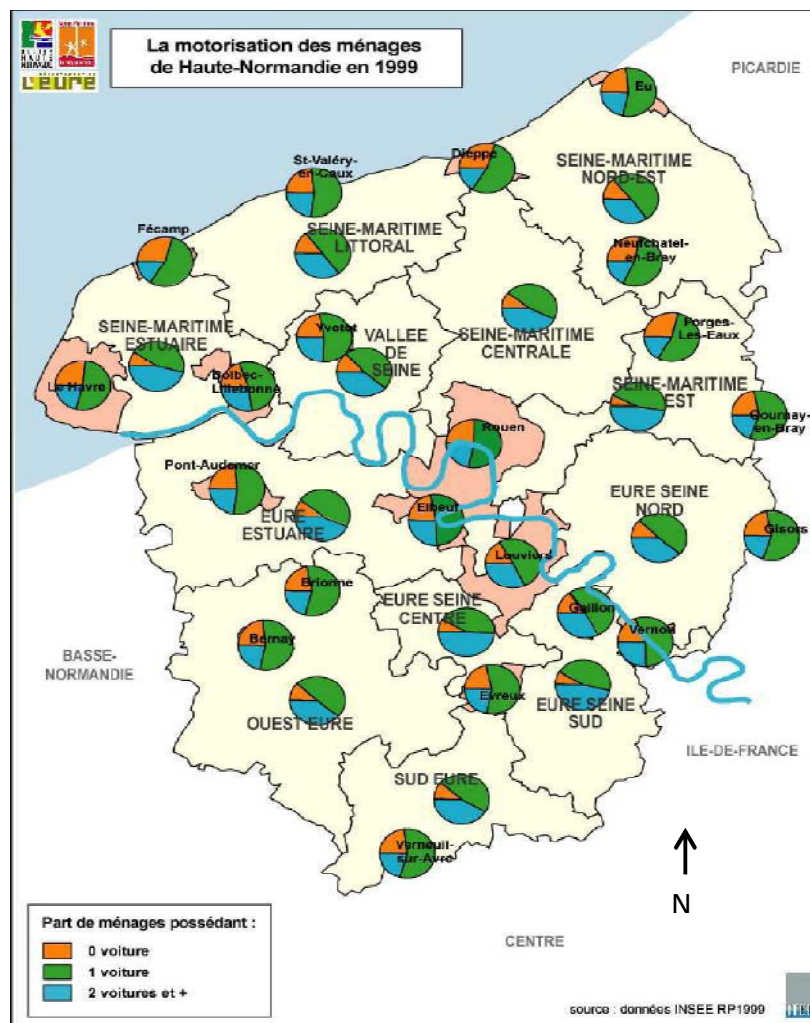 La motorisation des ménages
de Haute-Normandie en 1999
L'EURE
PICARDIE
Eu
Dieppe
St-Valéry-
en-Caux
SEINE-MARITIME
NORD-EST
Fécamp
SEINE-MARITIME
LITTORAL
Neufchatel-
en-Bray
SEINE-MARITIME
ESTUAIRE
Yvetot
VALLEE
DE
SEINE
SEINE-MARITIME
CENTRALE
Forges-
Les-Eaux
Le Havre
Bolbec-
Lillebonne
SEINE-MARITIME
EST
Gournay-
en-Bray
Rouen
Pont-Audemer
EURE
ESTUAIRE
Elbeuf
EURE SEINE
NORD
Gisors
Louviers
Brionne
EURE SEINE
CENTRE
Gaillon
Vernon
Bernay
BASSE-
NORMANDIE
Evreux
EURE SEINE
SUD
OUEST EURE
ILE-DE-FRANCE
SUD EURE
Verneuil-
sur-Avre
N
Part de ménages possédant :
0 voiture
1 voiture
2 voitures et +
CENTRE
source : données INSEE RP1999